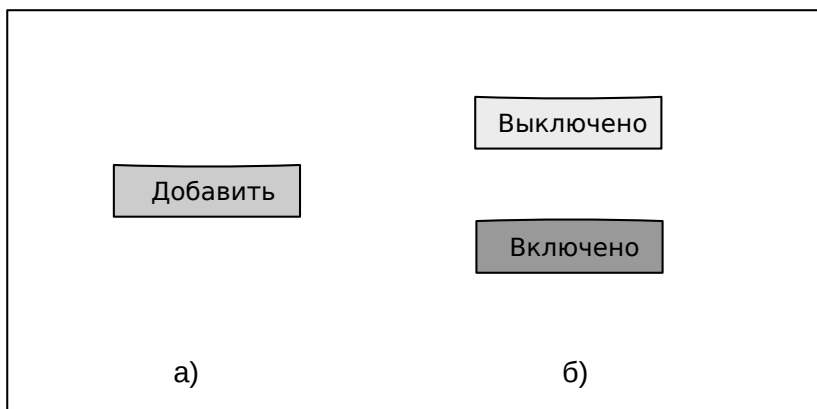 Выключено
Добавить
Включено
а)
б)